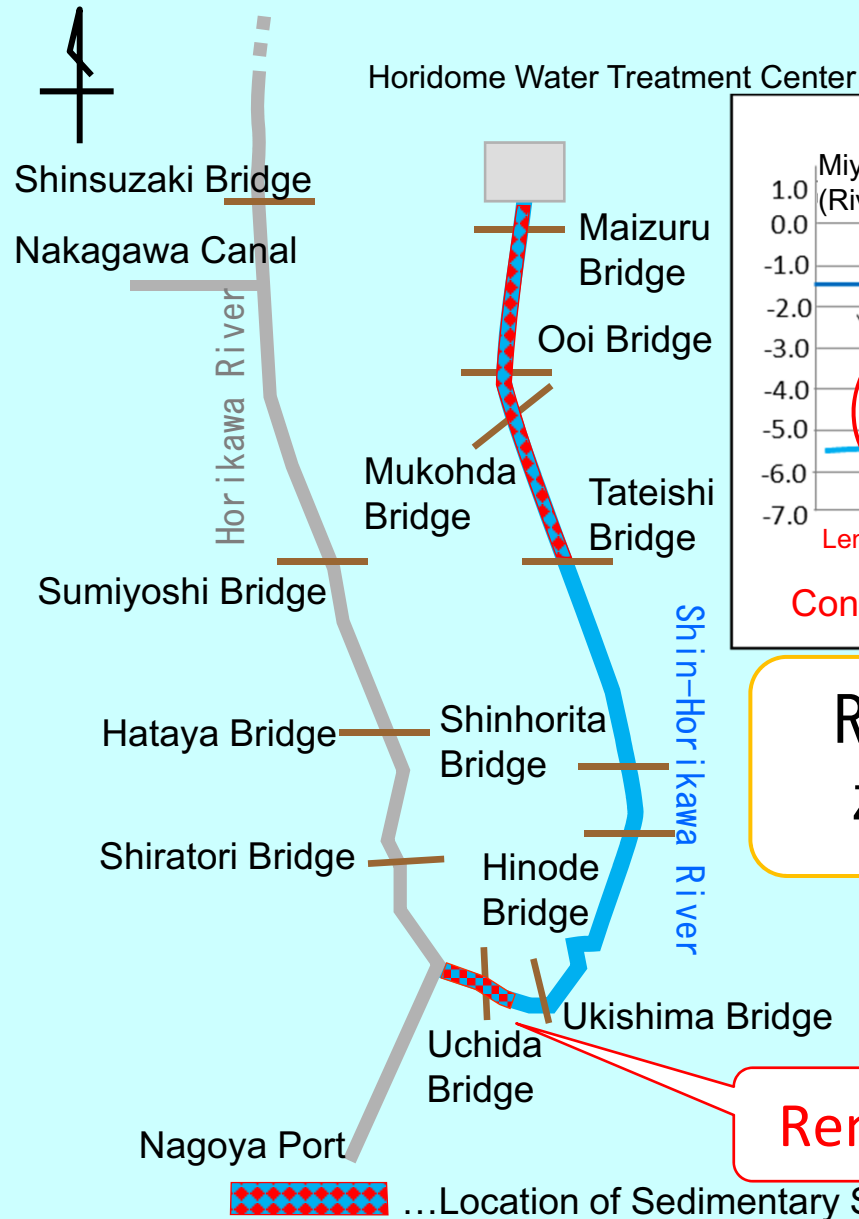 Horidome Water Treatment Center
Shinsuzaki Bridge
Nakagawa Canal
Horikawa River
Maizuru
Bridge
Ooi Bridge
Mukohda
Bridge
Tateishi
Bridge
Sumiyoshi Bridge
Shin-Horikawa River
Hataya Bridge
Shinhorita
Bridge
Shiratori Bridge
Hinode
Bridge
Ukishima Bridge
Uchida
Bridge
Nagoya Port
...Location of Sedimentary
1.0
0.0
-1.0
-2.0
-3.0
-4.0
-5.0
-6.0
-7.0